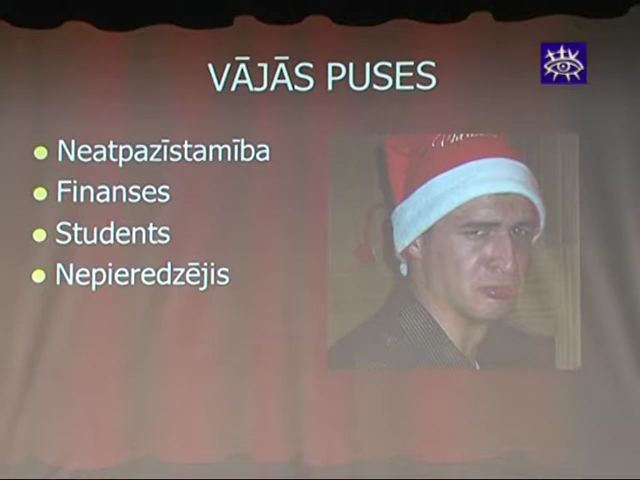 VĀJĀS PUSES
Neatpazīstamība
Finanses
Students
Nepieredzējis